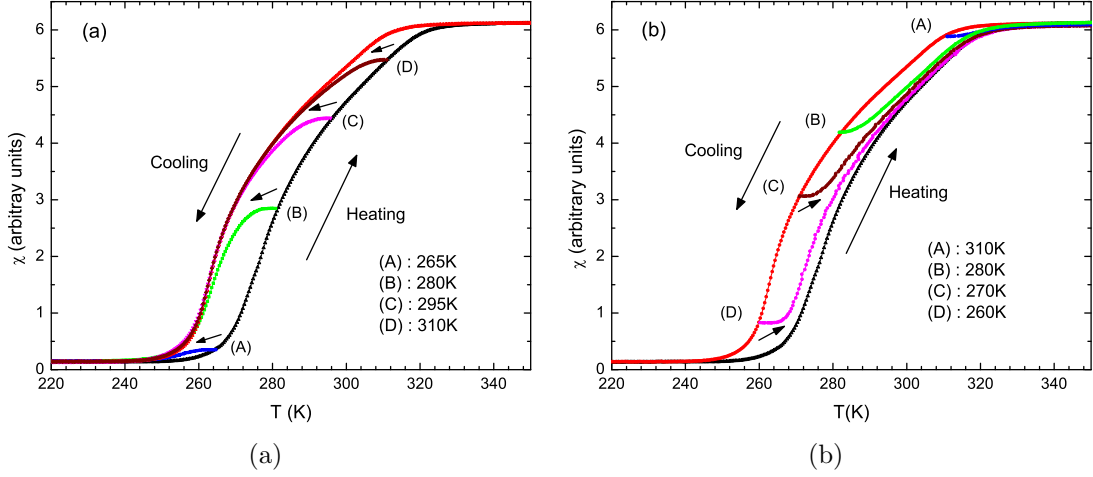 (a)
(D)
(C)
(B)
(A)
Cooling
Heating
(A) : 265K
(B) : 280K
(C) : 295K
(D) : 310K
χ (arbitray units)
6
5
4
3
2
1
0
220 240 260 280 300 320 340
T (K)
(a)
(b)
(A)
(B)
(C)
(D)
Cooling
Heating
(A) : 310K
(B) : 280K
(C) : 270K
(D) : 260K
χ (arbitrary units)
6
5
4
3
2
1
0
220 240 260 280 300 320 340
T(K)
(b)